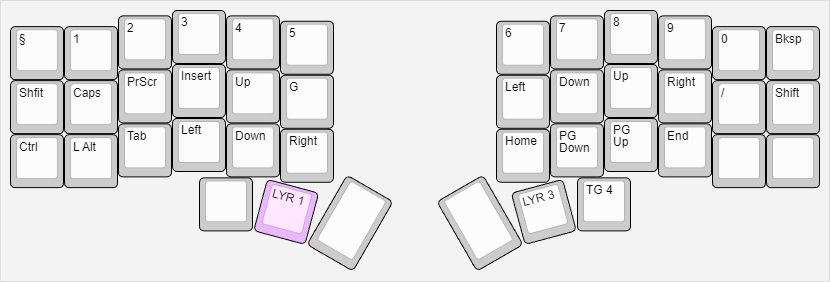 § 1 2 3 4 5 6 7 8 9 0 Bksp
Shfit Caps PrScr Insert Up G Left Down Up Right / Shift
Ctrl L Alt Tab Left Down Right Home PG Down PG Up End
LYR 1 LYR 3 TG 4